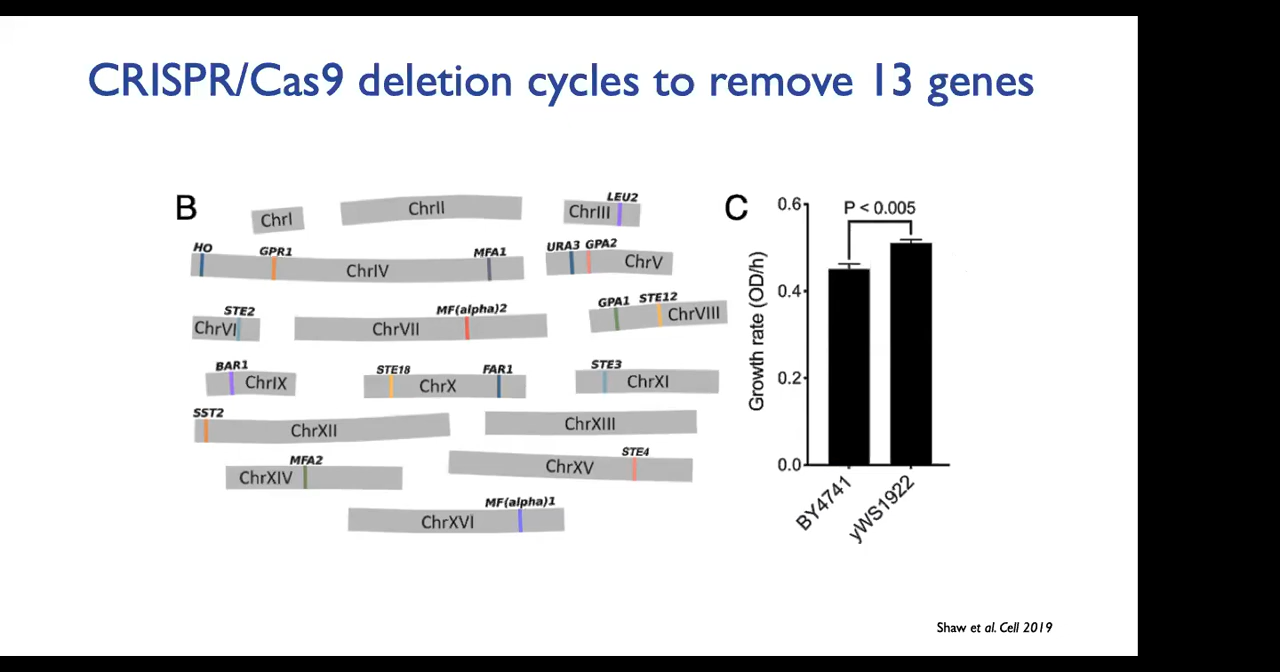 CRISPR/Cas9 deletion cycles to remove 13 genes
B
ChrI
ChrII
LEU2
ChrIII
HO
GPR1
MFA1
ChrIV
URA3 GPA2
ChrV
STE2
ChrVI
MF(alpha)2
ChrVII
GPA1 STE12
ChrVIII
BAR1
ChrIX
STE18
FAR1
ChrX
STE3
ChrXI
SST2
ChrXII
ChrXIII
MFA2
ChrXIV
STE4
ChrXV
MF(alpha)1
ChrXVI
C
P < 0.005
Growth rate (OD/h)
0.6
0.4
0.2
0.0
BY4741
yWS1922
Shaw et al. Cell 2019